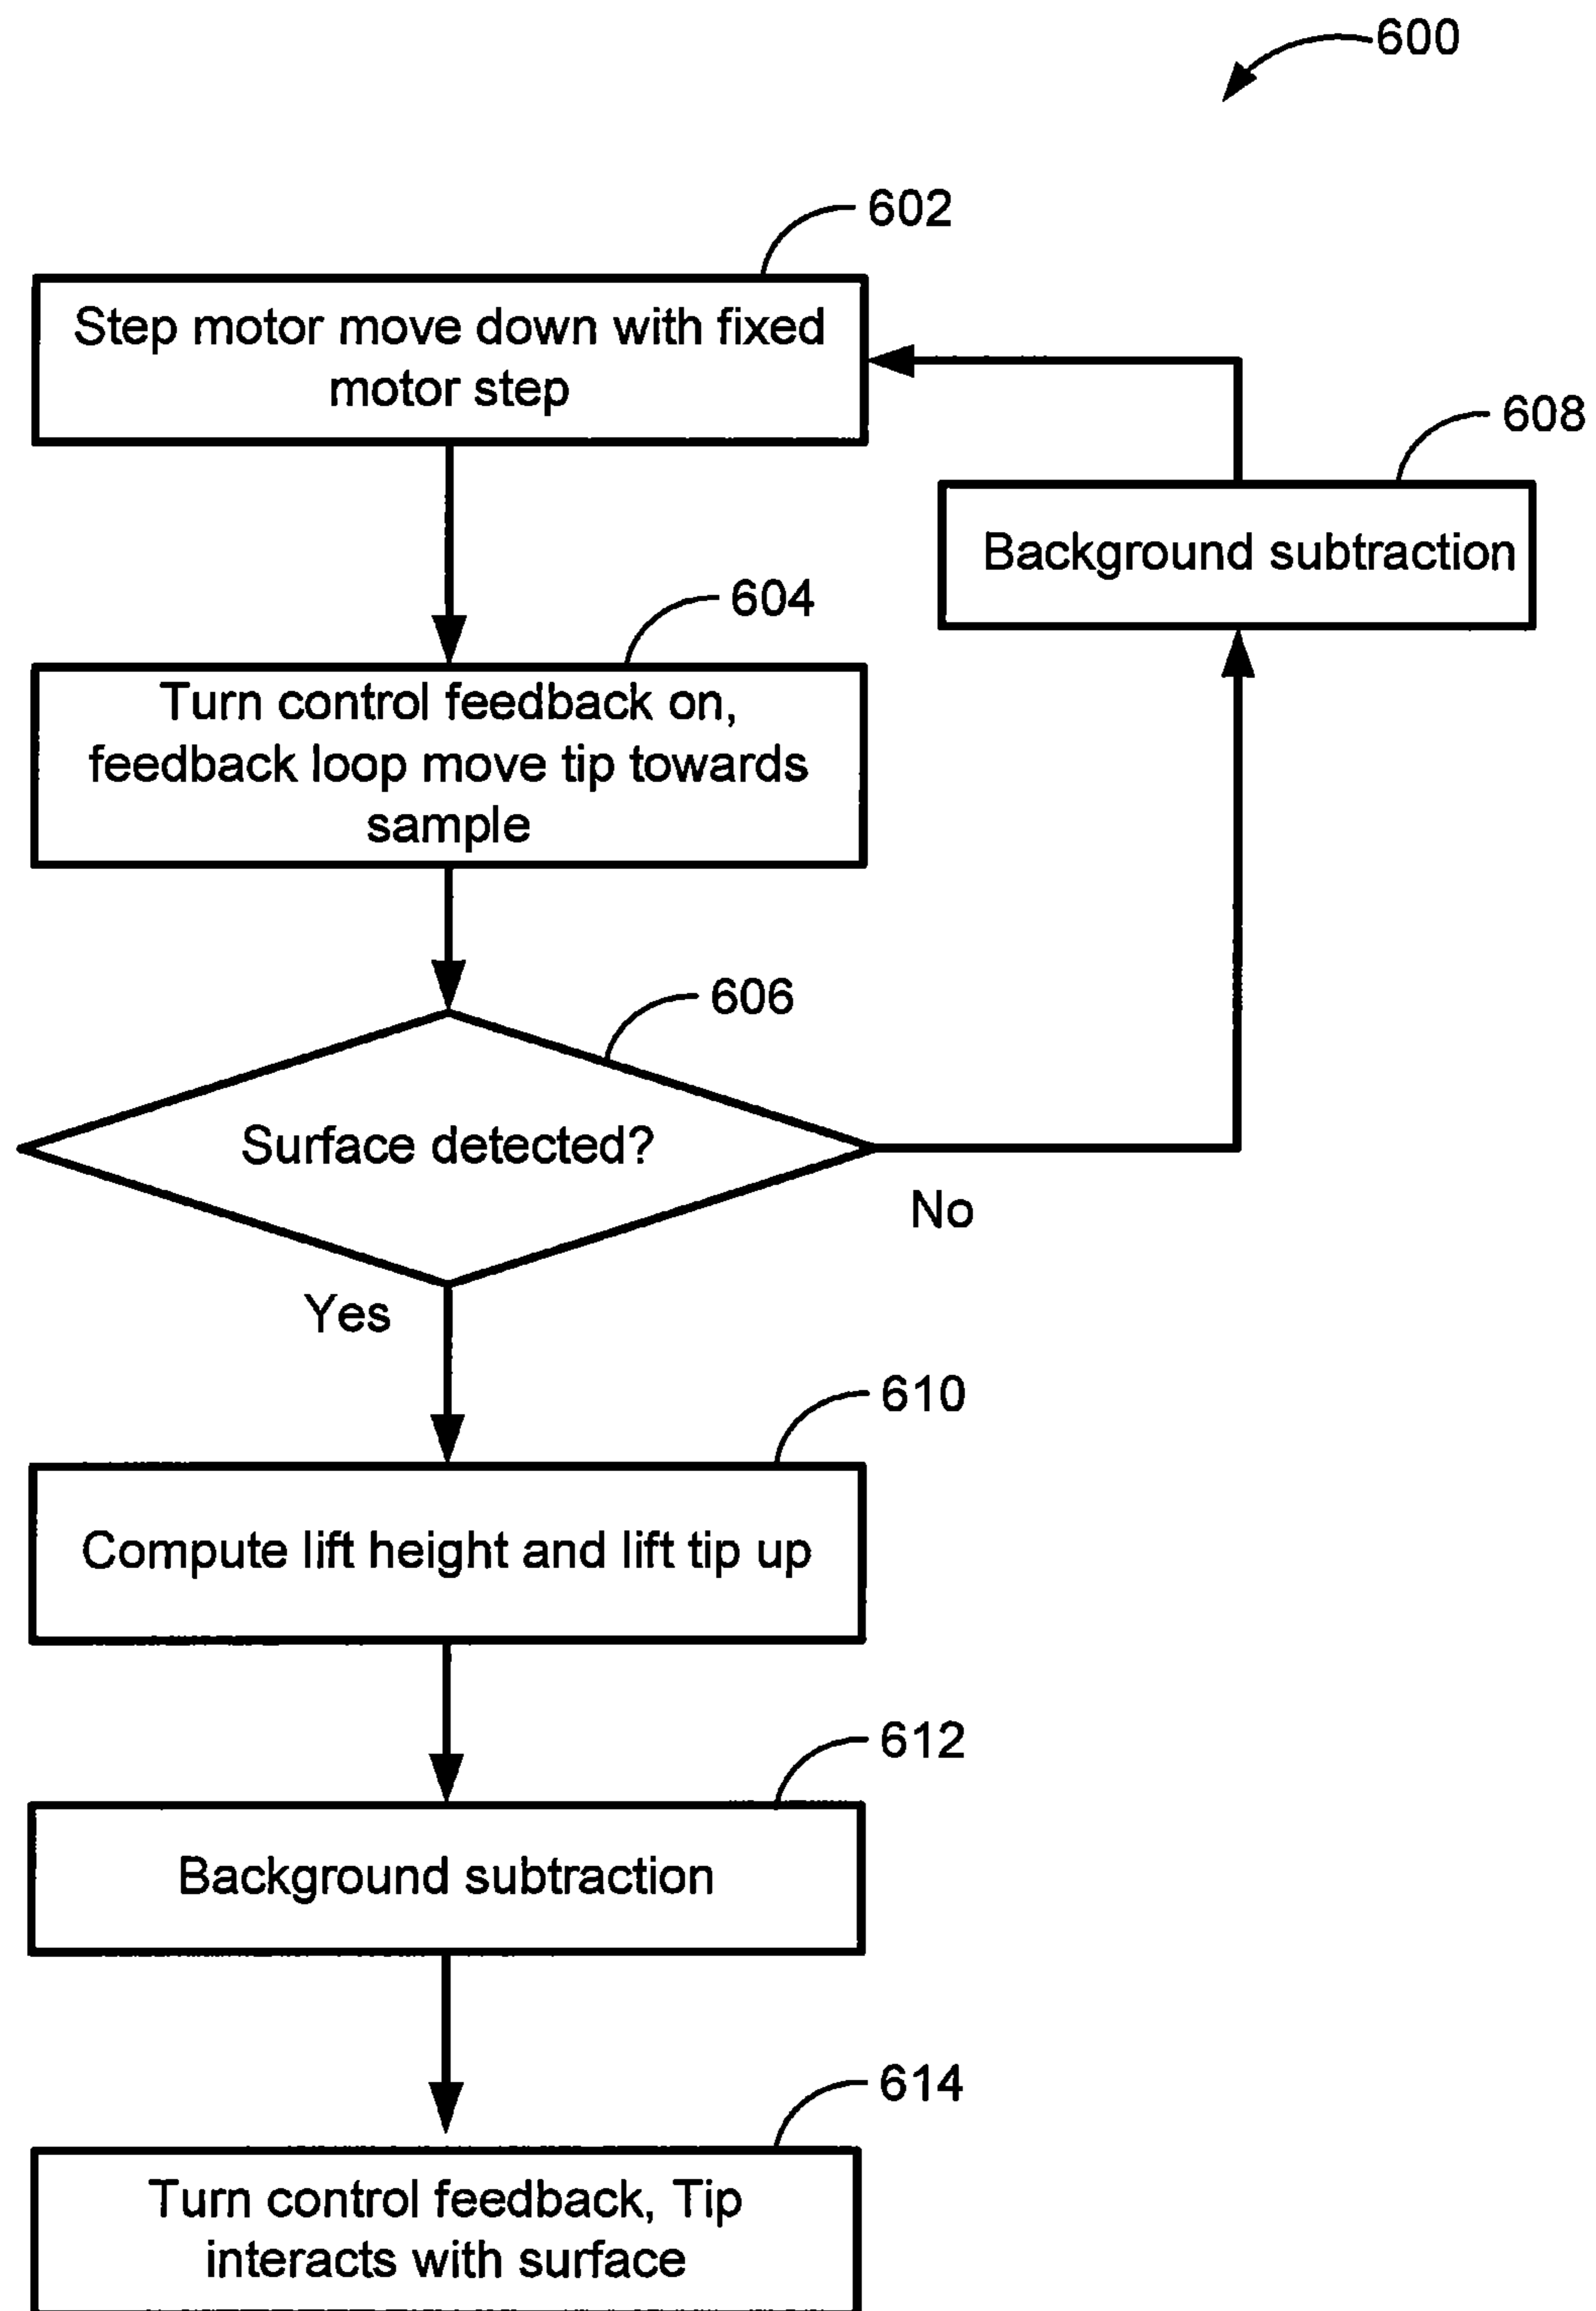 600
602
Step motor move down with fixed
motor step
608
Background subtraction
604
Turn control feedback on,
feedback loop move tip towards
sample
606
Surface detected?
No
Yes
610
Compute lift height and lift tip up
612
Background subtraction
614
Turn control feedback, Tip
interacts with surface